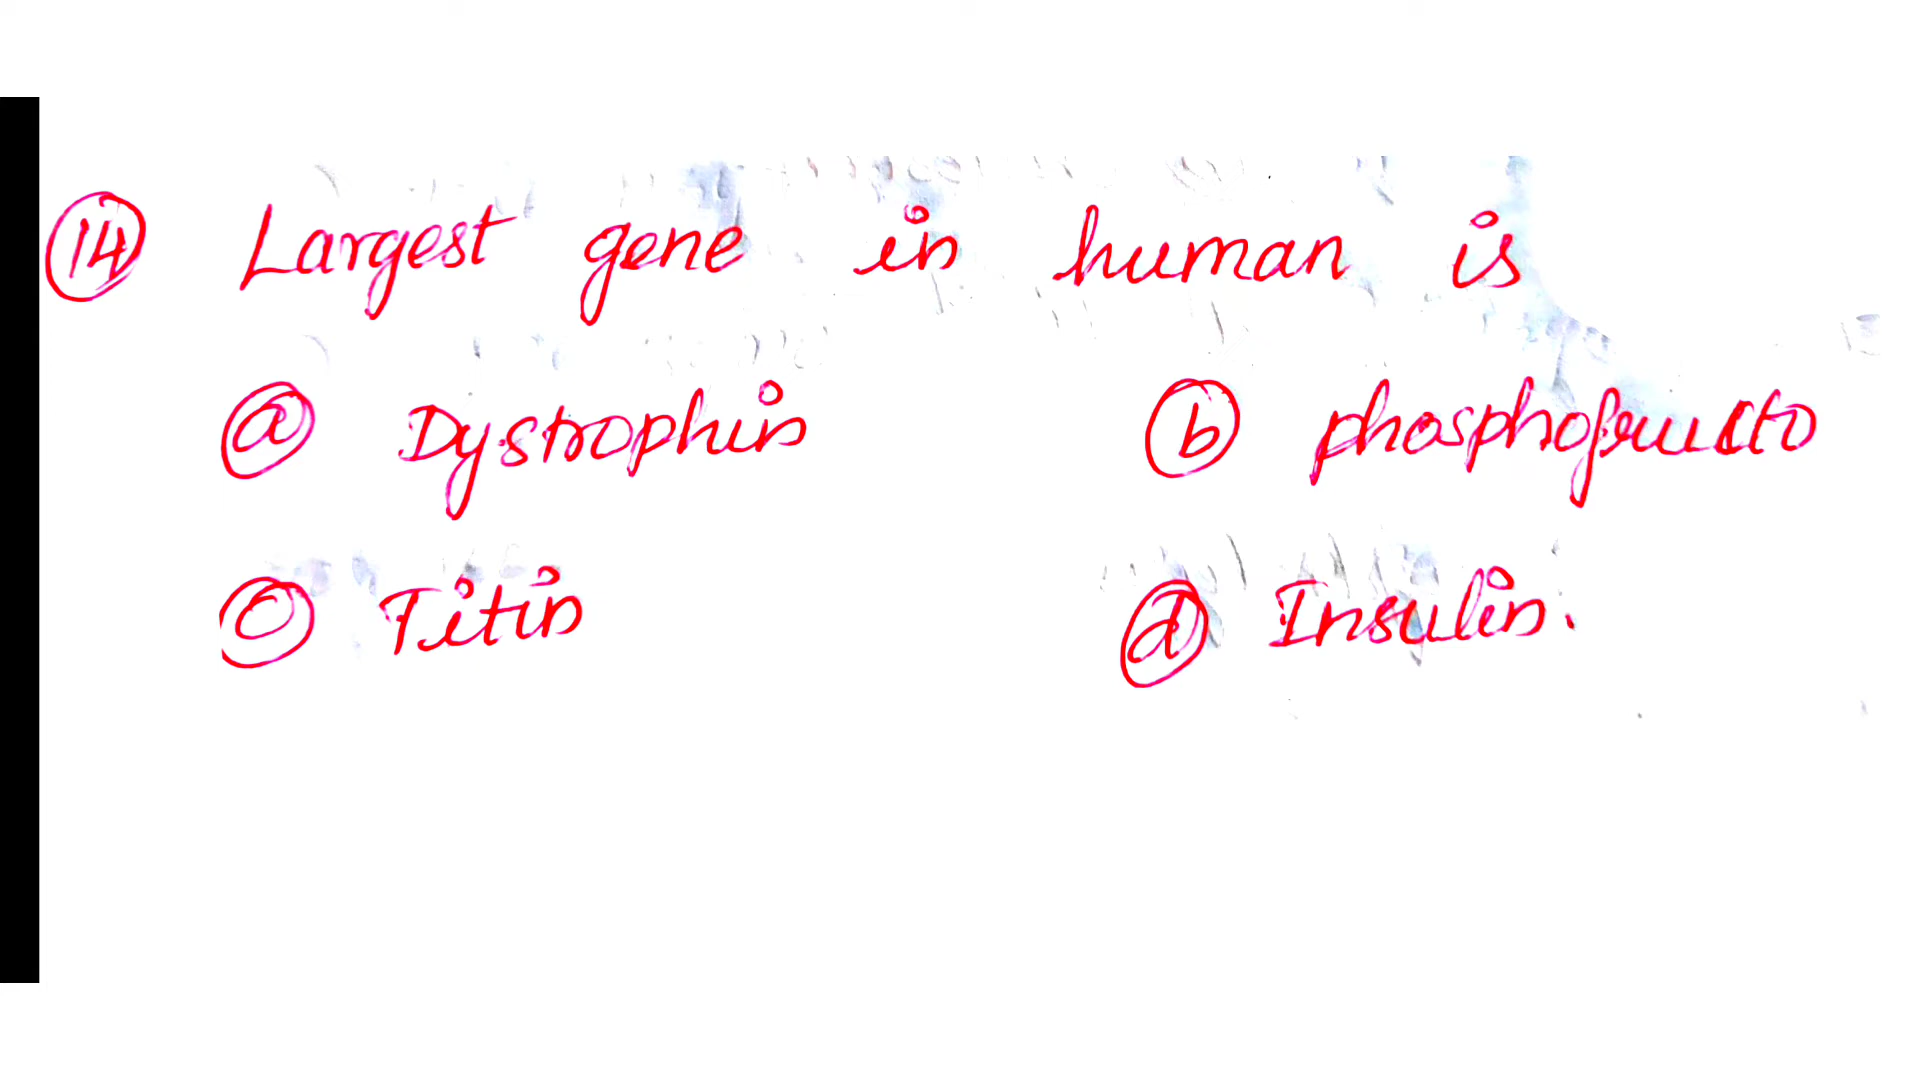 14 Largest gene in human is
a Dystrophin b phosphofructo
c Titin d Insulin.